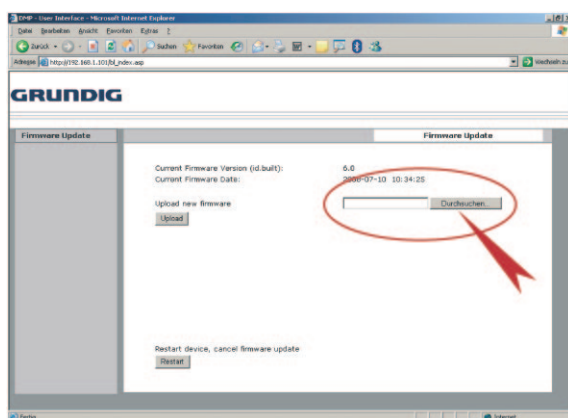 DMP - User Interface - Microsoft Internet Explorer
Datei Bearbeiten Ansicht Favoriten Extras ?
Zurück Suchen Favoriten
Adresse http://192.168.1.101/bl_index.asp Wechseln zu
GRUNDIG
Firmware Update Firmware Update
Current Firmware Version (id.built): 6.0
Current Firmware Date: 2006-07-10 10:34:25
Upload new firmware Durchsuchen...
Upload
Restart device, cancel firmware update
Restart
Fertig Internet